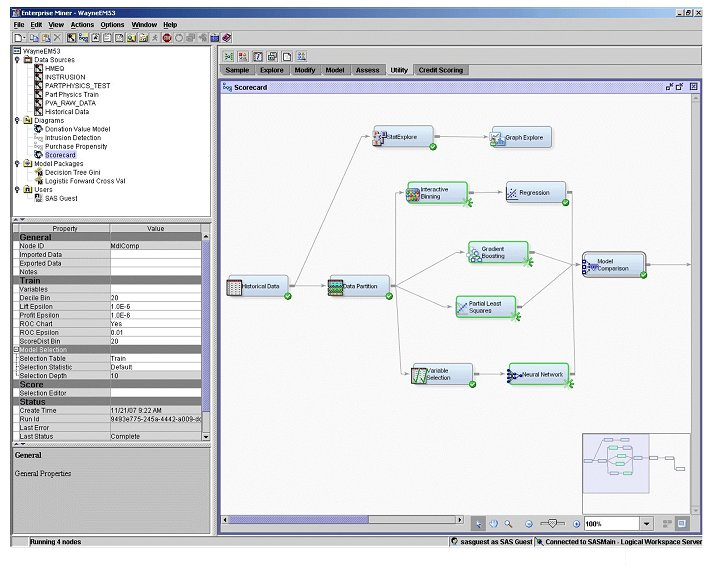 Enterprise Miner - WayneEM53
File Edit View Actions Options Window Help
WayneEM53
Data Sources
HMEQ
INSTRUSION
PARTPHYSICS_TEST
Part Physics Train
PVA_RAW_DATA
Historical Data
Diagrams
Donation Value Model
Intrusion Detection
Purchase Propensity
Scorecard
Model Packages
Decision Tree Gini
Logistic Forward Cross Val
Users
SAS Guest
Property Value
General
Node ID MdlComp
Imported Data
Exported Data
Notes
Train
Variables
Decile Bin 20
Lift Epsilon 1.0E-6
Profit Epsilon 1.0E-6
ROC Chart Yes
ROC Epsilon 0.01
ScoreDist Bin 20
Model Selection
Selection Table Train
Selection Statistic Default
Selection Depth 10
Score
Selection Editor
Status
Create Time 11/21/07 9:22 AM
Run Id 9493e775-245a-4442-a009-dc
Last Error
Last Status Complete
General
General Properties
Sample Explore Modify Model Assess Utility Credit Scoring
Scorecard
StatExplore
Graph Explore
Interactive
Binning
Regression
Gradient
Boosting
Model
Comparison
Historical Data
Data Partition
Partial Least
Squares
Variable
Selection
Neural Network
100%
Running 4 nodes
sasguest as SAS Guest
Connected to SASMain - Logical Workspace Server